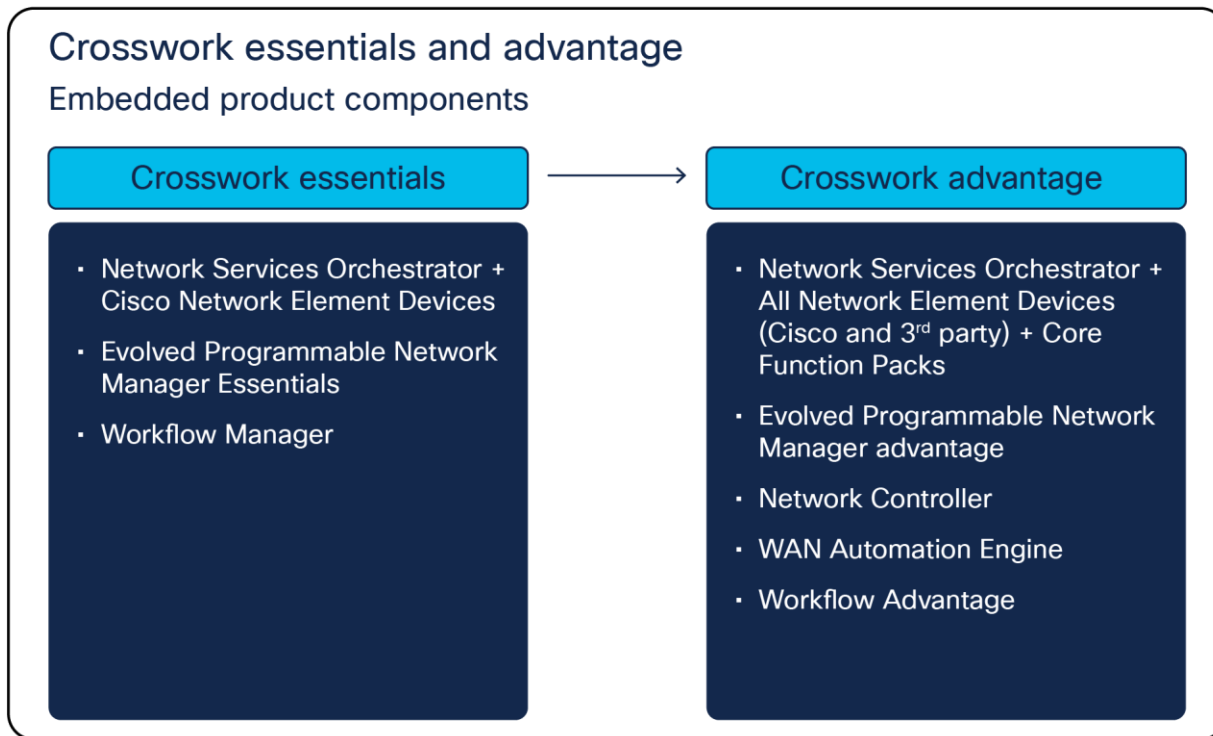 Crosswork essentials and advantage
Embedded product components
Crosswork essentials
▪ Network Services Orchestrator +
Cisco Network Element Devices
▪ Evolved Programmable Network
Manager Essentials
▪ Workflow Manager
Crosswork advantage
▪ Network Services Orchestrator +
All Network Element Devices
(Cisco and 3rd party) + Core
Function Packs
▪ Evolved Programmable Network
Manager advantage
▪ Network Controller
▪ WAN Automation Engine
▪ Workflow Advantage